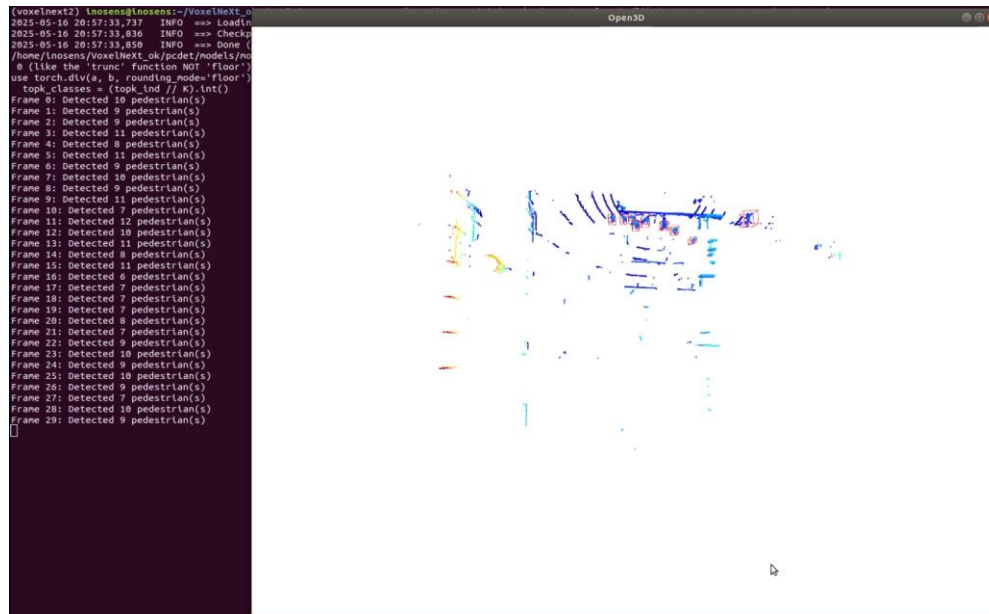 (voxelnext2) inosens@inosens:~/VoxelNeXt_ok
2025-05-16 20:57:33,737 INFO ==> Loadin
2025-05-16 20:57:33,836 INFO ==> Checkp
2025-05-16 20:57:33,850 INFO ==> Done (
/home/inosens/VoxelNeXt_ok/pcdet/models/mo
0 (like the 'trunc' function NOT 'floor')
use torch.div(a, b, rounding_mode='floor')
topk_classes = (topk_ind // K).int()
Frame 0: Detected 10 pedestrian(s)
Frame 1: Detected 9 pedestrian(s)
Frame 2: Detected 9 pedestrian(s)
Frame 3: Detected 11 pedestrian(s)
Frame 4: Detected 8 pedestrian(s)
Frame 5: Detected 11 pedestrian(s)
Frame 6: Detected 9 pedestrian(s)
Frame 7: Detected 10 pedestrian(s)
Frame 8: Detected 9 pedestrian(s)
Frame 9: Detected 11 pedestrian(s)
Frame 10: Detected 7 pedestrian(s)
Frame 11: Detected 12 pedestrian(s)
Frame 12: Detected 10 pedestrian(s)
Frame 13: Detected 11 pedestrian(s)
Frame 14: Detected 8 pedestrian(s)
Frame 15: Detected 11 pedestrian(s)
Frame 16: Detected 6 pedestrian(s)
Frame 17: Detected 7 pedestrian(s)
Frame 18: Detected 7 pedestrian(s)
Frame 19: Detected 7 pedestrian(s)
Frame 20: Detected 8 pedestrian(s)
Frame 21: Detected 7 pedestrian(s)
Frame 22: Detected 9 pedestrian(s)
Frame 23: Detected 10 pedestrian(s)
Frame 24: Detected 9 pedestrian(s)
Frame 25: Detected 10 pedestrian(s)
Frame 26: Detected 9 pedestrian(s)
Frame 27: Detected 7 pedestrian(s)
Frame 28: Detected 10 pedestrian(s)
Frame 29: Detected 9 pedestrian(s)
Open3D